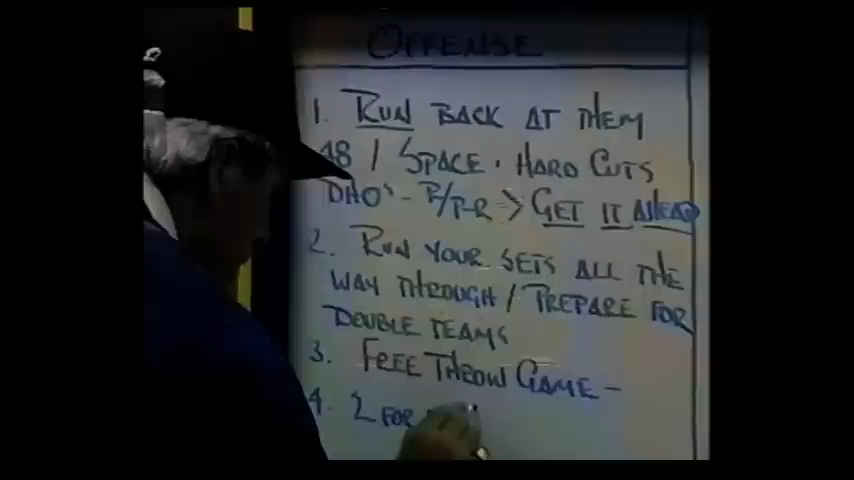 OFFENSE
1. RUN BACK AT THEM
48 / SPACE · HARD CUTS
DHO's - P/P-R > GET IT AHEAD
2. RUN YOUR SETS ALL THE
WAY THROUGH / PREPARE FOR
DOUBLE TEAMS
3. FREE THROW GAME -
4. 2 FOR